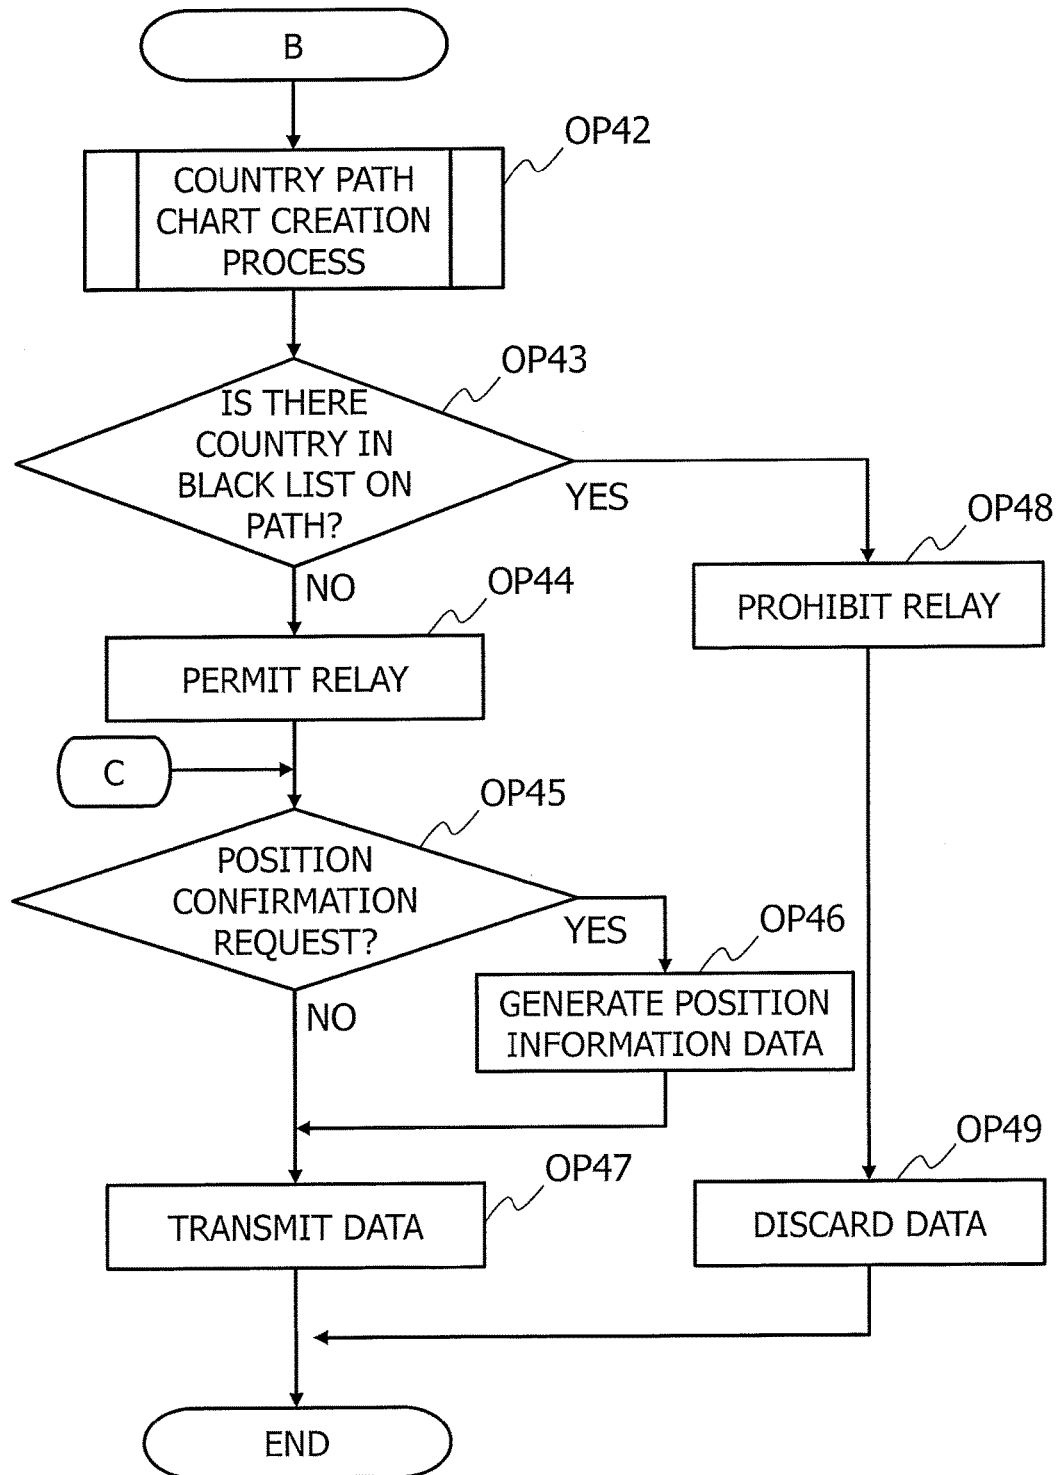 B
OP42
COUNTRY PATH
CHART CREATION
PROCESS
OP43
IS THERE
COUNTRY IN
BLACK LIST ON
PATH?
YES
NO
OP44
OP48
PROHIBIT RELAY
PERMIT RELAY
C
OP45
POSITION
CONFIRMATION
REQUEST?
YES
NO
OP46
GENERATE POSITION
INFORMATION DATA
OP47
TRANSMIT DATA
OP49
DISCARD DATA
END